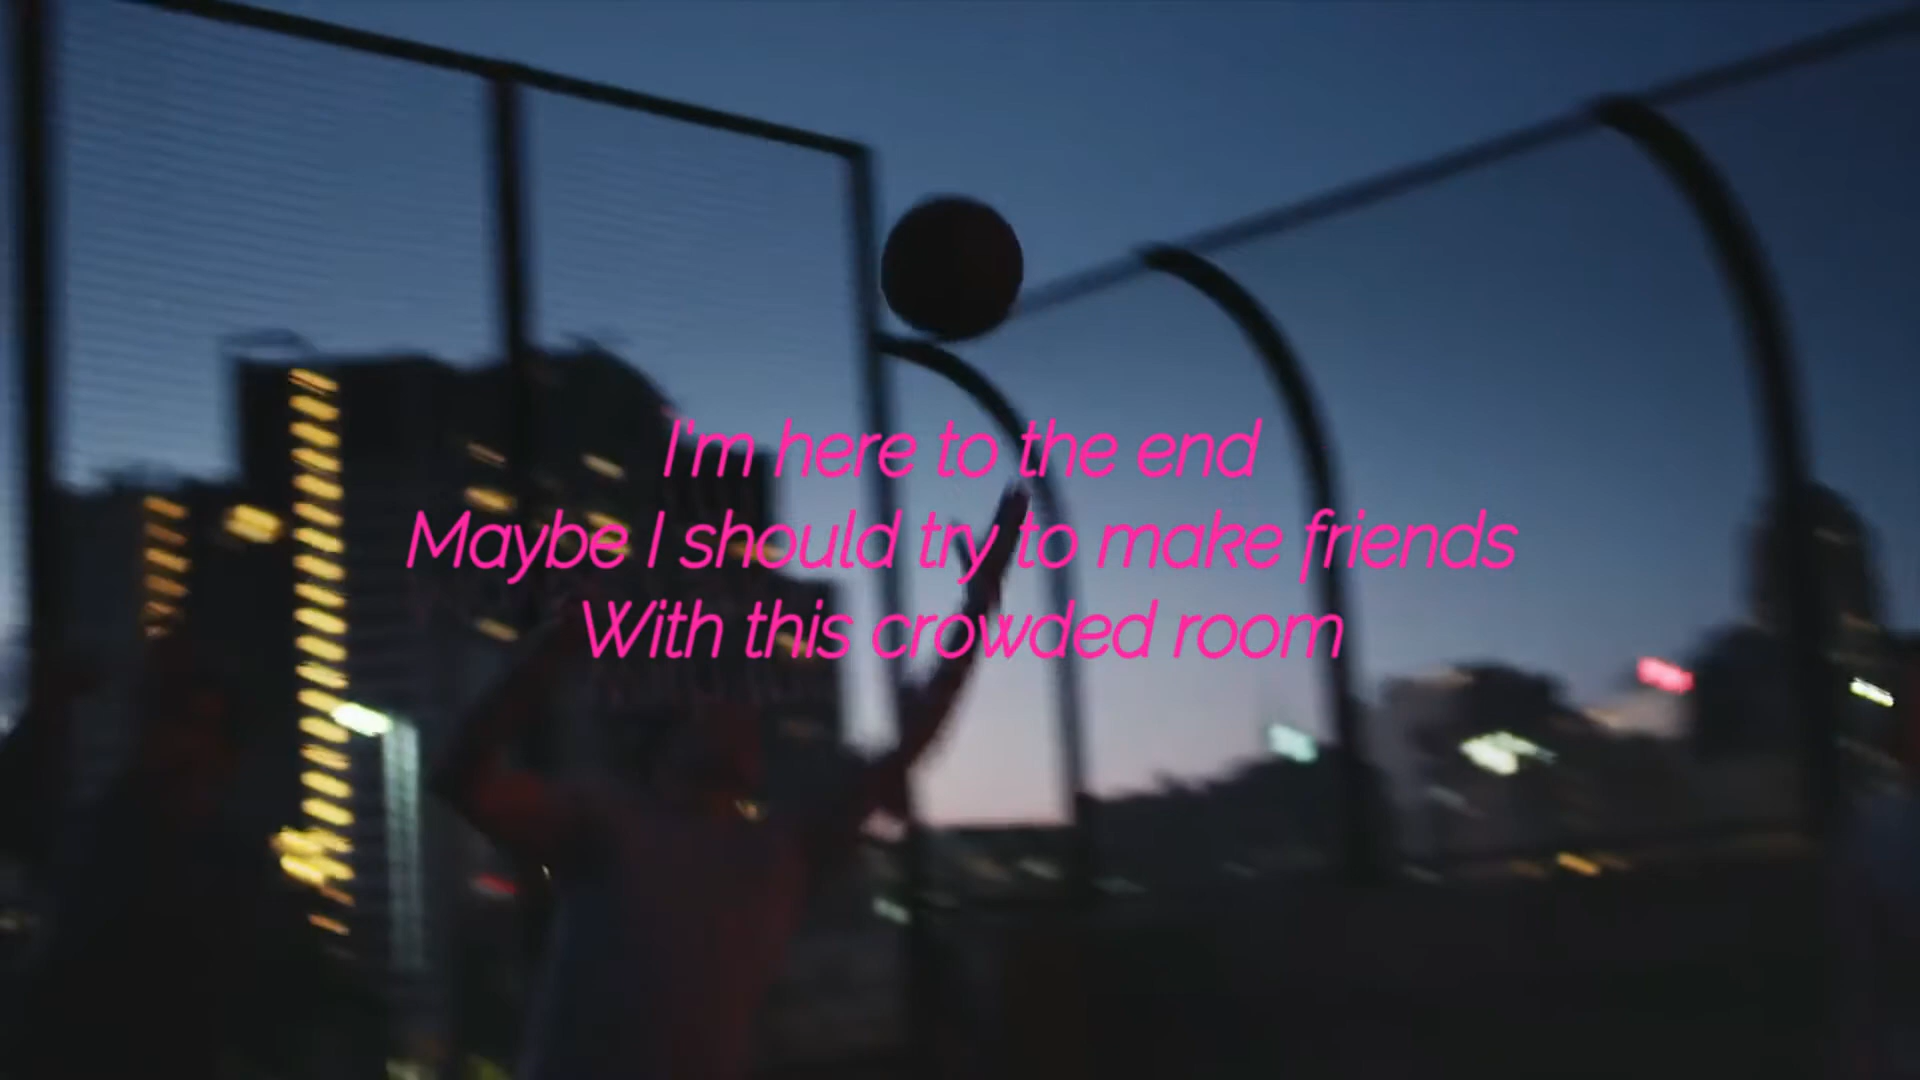 I'm here to the end
Maybe I should try to make friends
With this crowded room